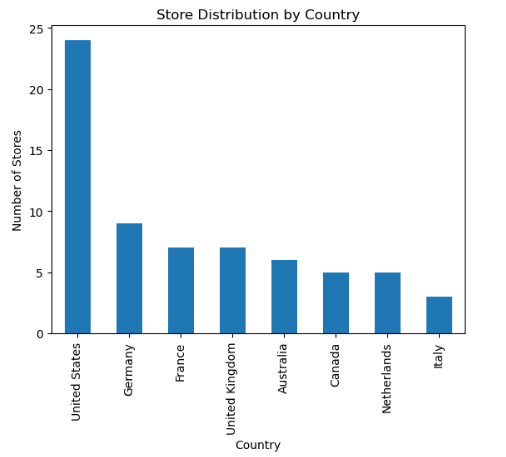 Store Distribution by Country
25
20
15
10
5
0
Number of Stores
United States
Germany
France
United Kingdom
Australia
Canada
Netherlands
Italy
Country